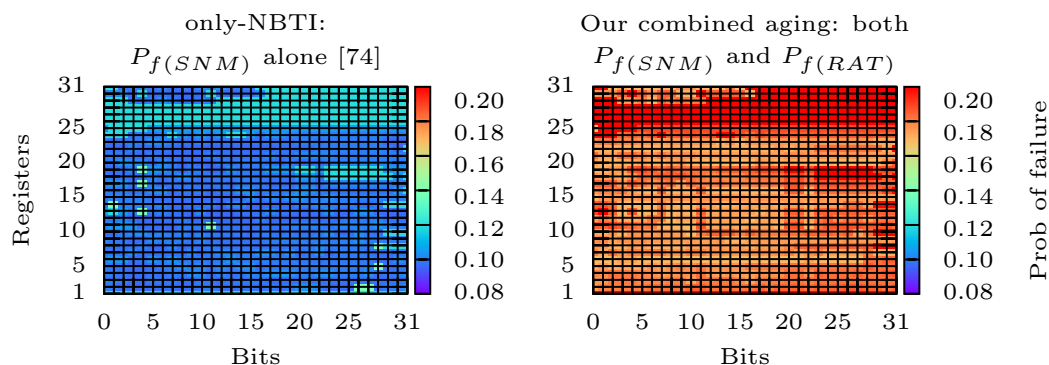 only-NBTI:
P_{f(SNM)} alone [74]
Our combined aging: both
P_{f(SNM)} and P_{f(RAT)}
Registers
31
25
20
15
10
5
1
0 5 10 15 20 25 31
Bits
0.20
0.18
0.16
0.14
0.12
0.10
0.08
31
25
20
15
10
5
1
0 5 10 15 20 25 31
Bits
0.20
0.18
0.16
0.14
0.12
0.10
0.08
Prob of failure